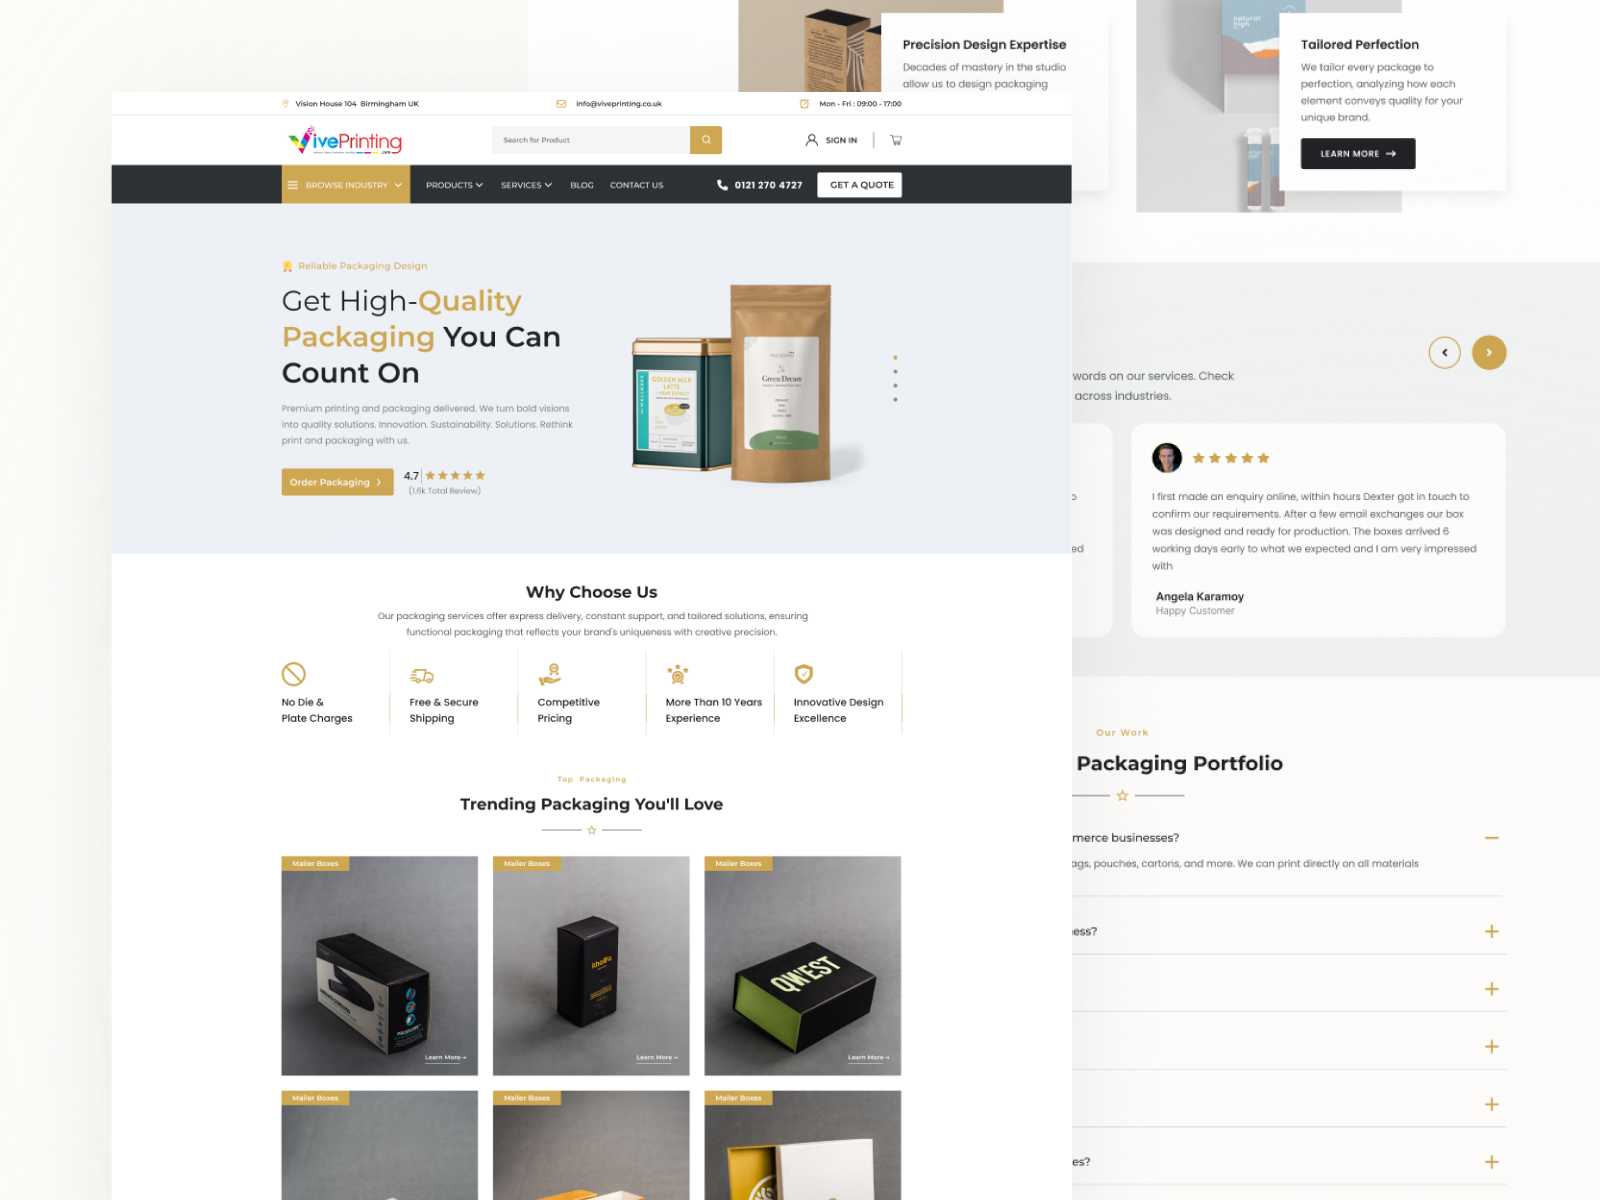 Precision Design Expertise
Decades of mastery in the studio
allow us to design packaging
natural
high
Tailored Perfection
We tailor every package to
perfection, analyzing how each
element conveys quality for your
unique brand.
LEARN MORE
Vision House 104 Birmingham UK
info@viveprinting.co.uk
Mon - Fri : 09:00 - 17:00
VivePrinting
.com
Search for Product
SIGN IN
BROWSE INDUSTRY
PRODUCTS
SERVICES
BLOG
CONTACT US
0121 270 4727
GET A QUOTE
Reliable Packaging Design
Get High-Quality
Packaging You Can
Count On
Premium printing and packaging delivered. We turn bold visions
into quality solutions. Innovation. Sustainability. Solutions. Rethink
print and packaging with us.
Order Packaging
4.7
(1.6k Total Review)
GOLDEN MILK
LATTE
Green Dream
words on our services. Check
across industries.
I first made an enquiry online, within hours Dexter got in touch to
confirm our requirements. After a few email exchanges our box
was designed and ready for production. The boxes arrived 6
working days early to what we expected and I am very impressed
with
Angela Karamoy
Happy Customer
o
ed
Why Choose Us
Our packaging services offer express delivery, constant support, and tailored solutions, ensuring
functional packaging that reflects your brand's uniqueness with creative precision.
No Die &
Plate Charges
Free & Secure
Shipping
Competitive
Pricing
More Than 10 Years
Experience
Innovative Design
Excellence
Our Work
Packaging Portfolio
merce businesses?
ags, pouches, cartons, and more. We can print directly on all materials
ess?
es?
Top Packaging
Trending Packaging You'll Love
Mailer Boxes
Learn More
Mailer Boxes
Khalifa
Learn More
Mailer Boxes
QWEST
Learn More
Mailer Boxes
Mailer Boxes
Mailer Boxes